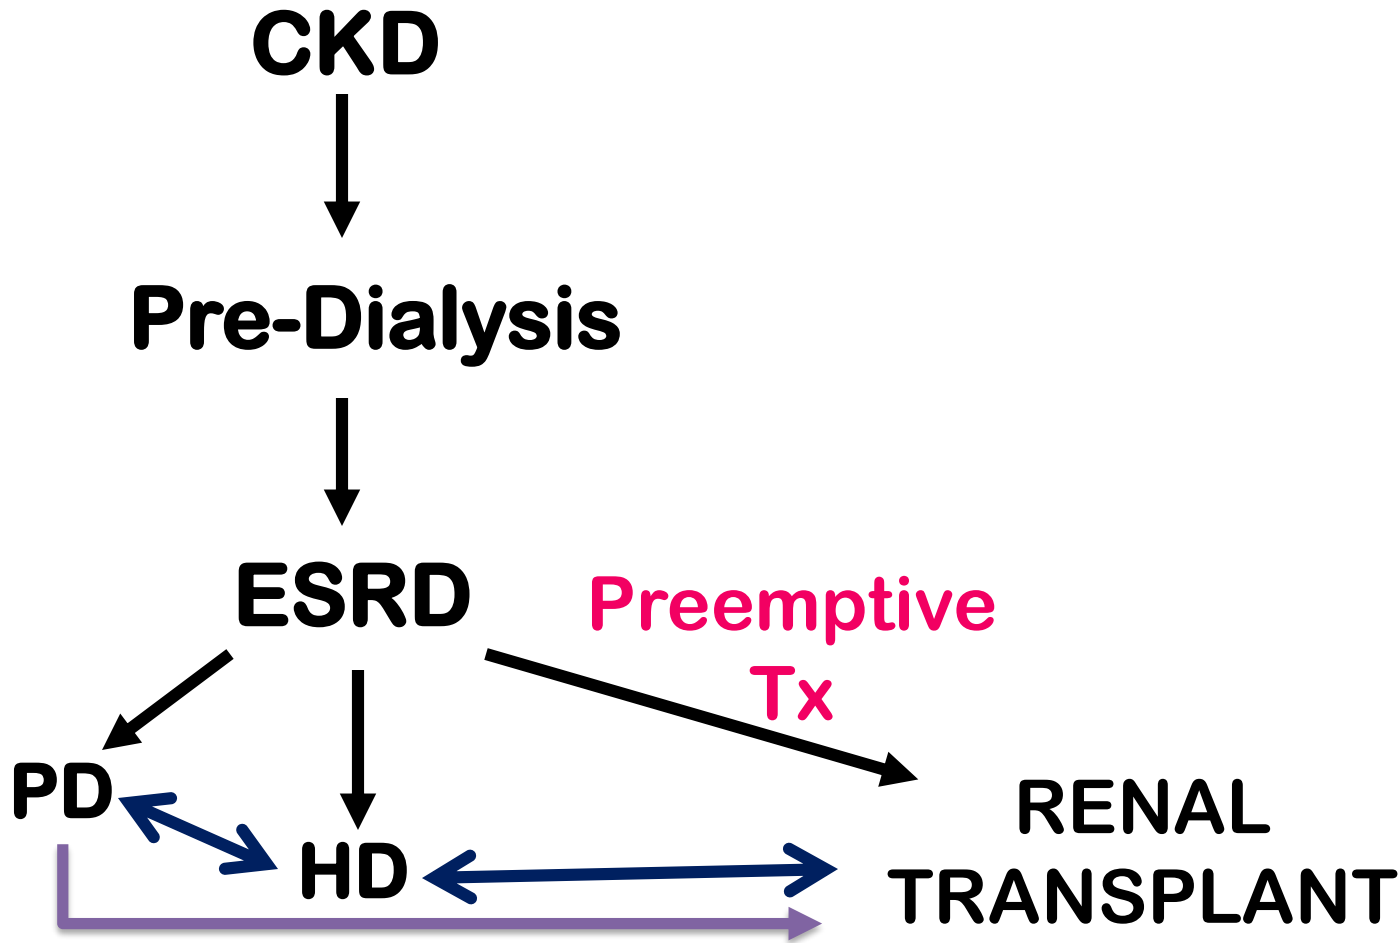 CKD
Pre-Dialysis
ESRD
Preemptive
Tx
PD
HD
RENAL
TRANSPLANT